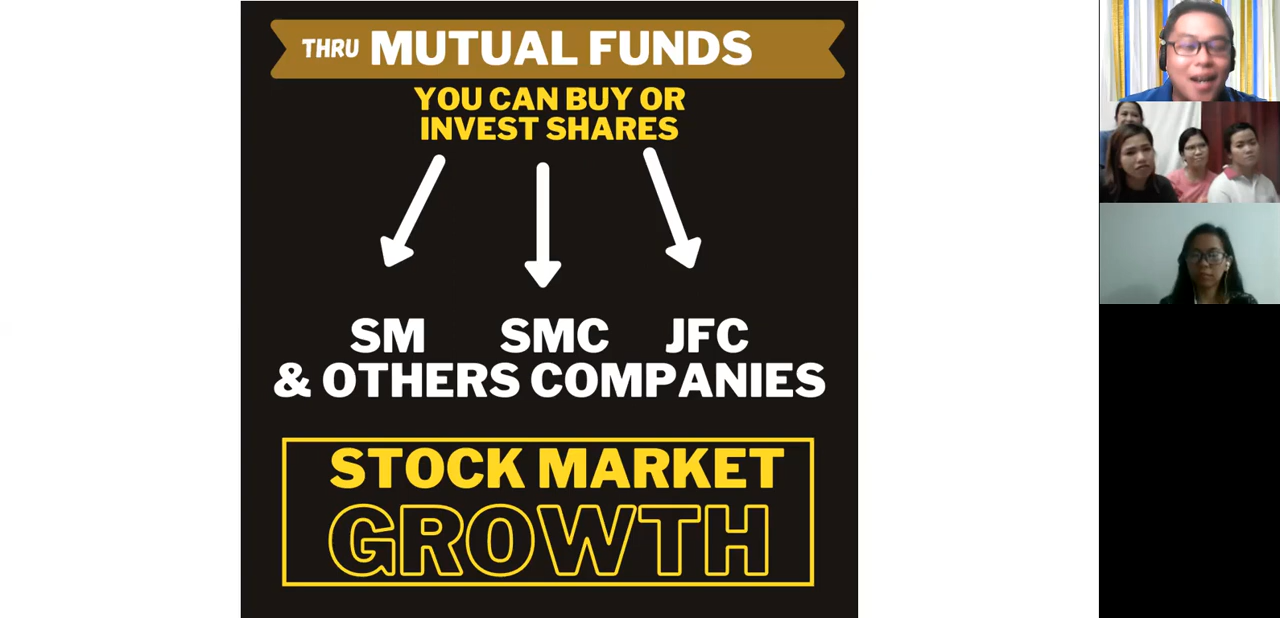 THRU MUTUAL FUNDS
YOU CAN BUY OR
INVEST SHARES
SM SMC JFC
& OTHERS COMPANIES
STOCK MARKET
GROWTH